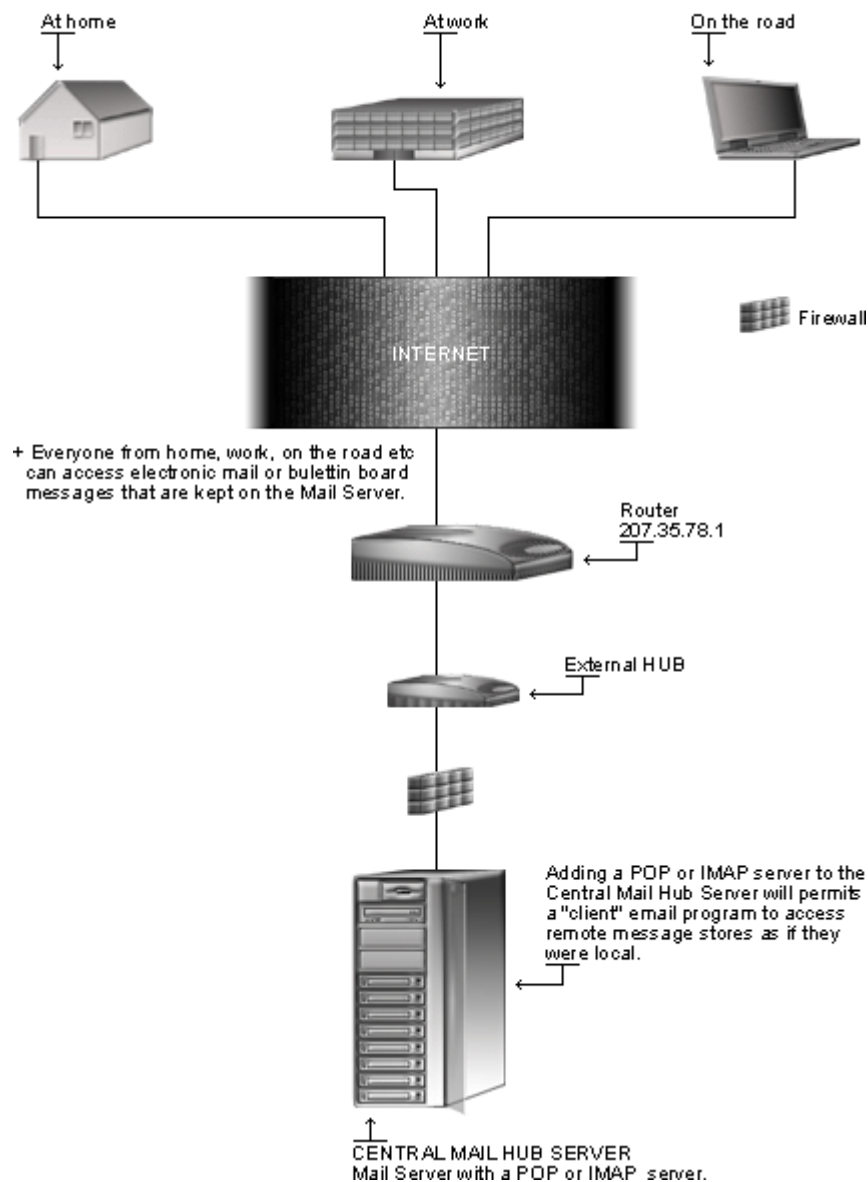 At home
At work
On the road
INTERNET
Firewall
+ Everyone from home, work, on the road etc
can access electronic mail or bulettin board
messages that are kept on the Mail Server.
Router
207.35.78.1
External HUB
Adding a POP or IMAP server to the
Central Mail Hub Server will permits
a "client" email program to access
remote message stores as if they
were local.
CENTRAL MAIL HUB SERVER
Mail Server with a POP or IMAP server.